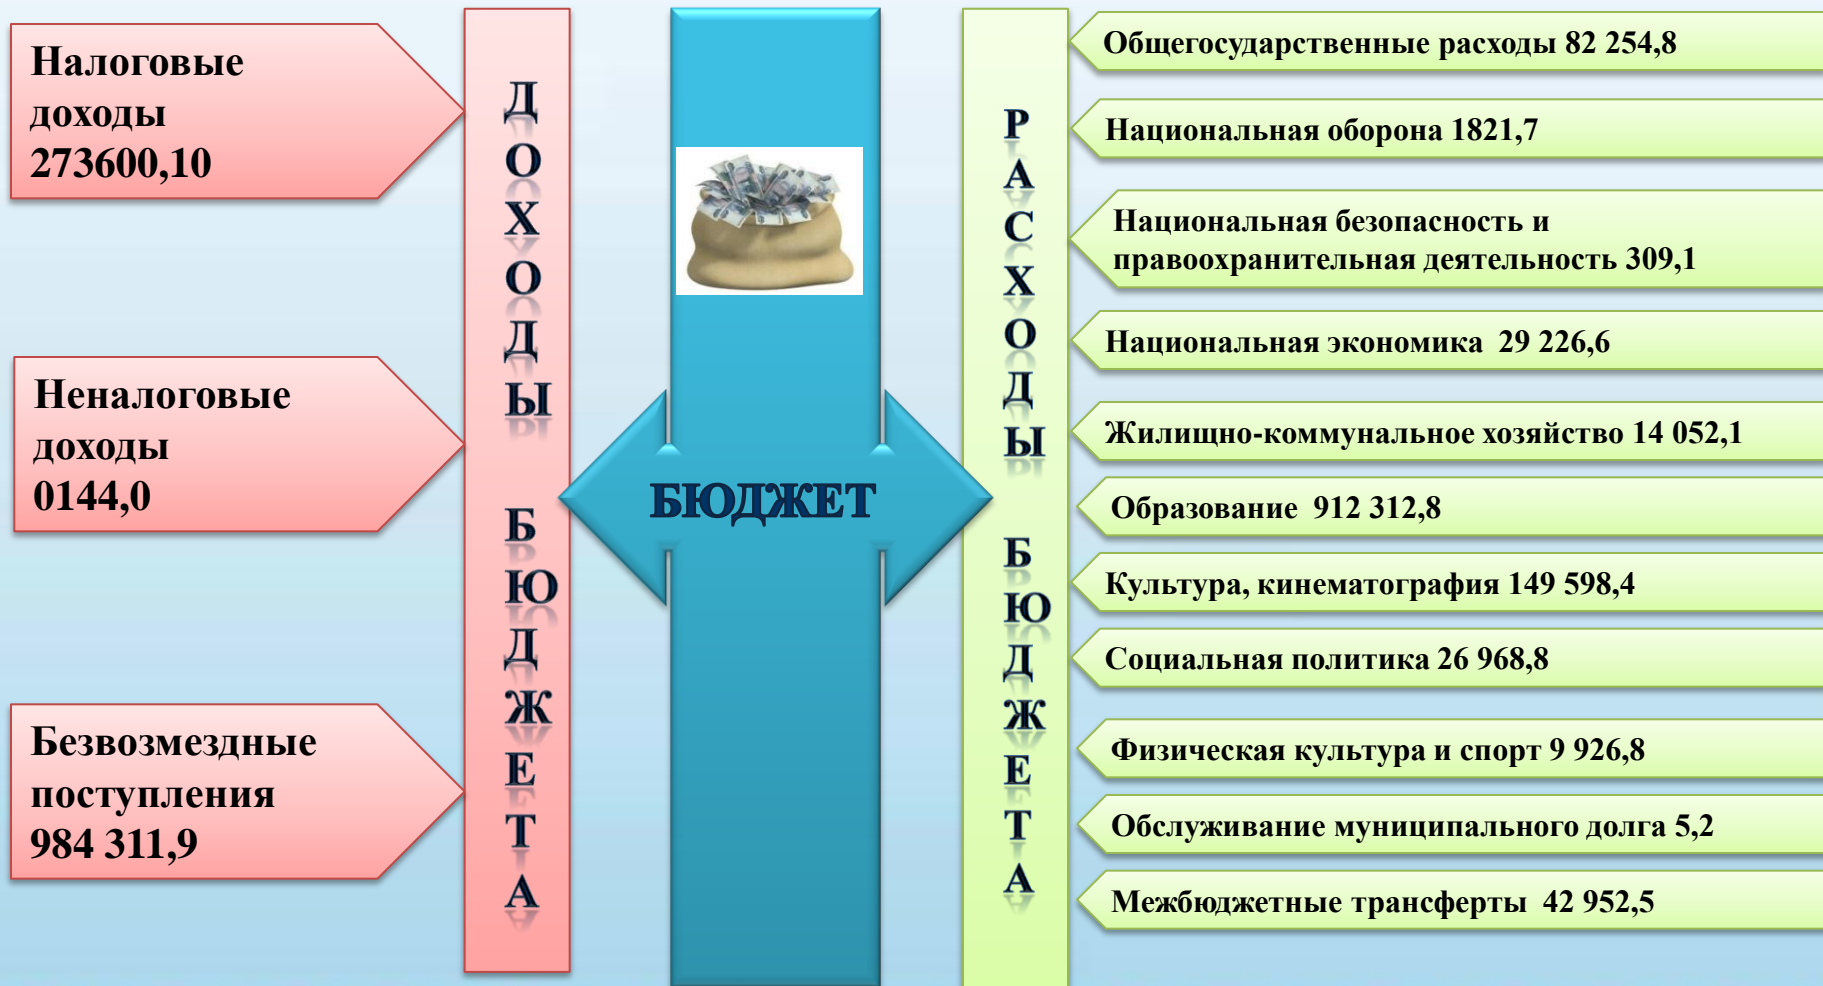 Налоговые
доходы
273600,10
Неналоговые
доходы
0144,0
Безвозмездные
поступления
984 311,9
ДОХОДЫ БЮДЖЕТА
БЮДЖЕТ
РАСХОДЫ БЮДЖЕТА
Общегосударственные расходы 82 254,8
Национальная оборона 1821,7
Национальная безопасность и
правоохранительная деятельность 309,1
Национальная экономика 29 226,6
Жилищно-коммунальное хозяйство 14 052,1
Образование 912 312,8
Культура, кинематография 149 598,4
Социальная политика 26 968,8
Физическая культура и спорт 9 926,8
Обслуживание муниципального долга 5,2
Межбюджетные трансферты 42 952,5